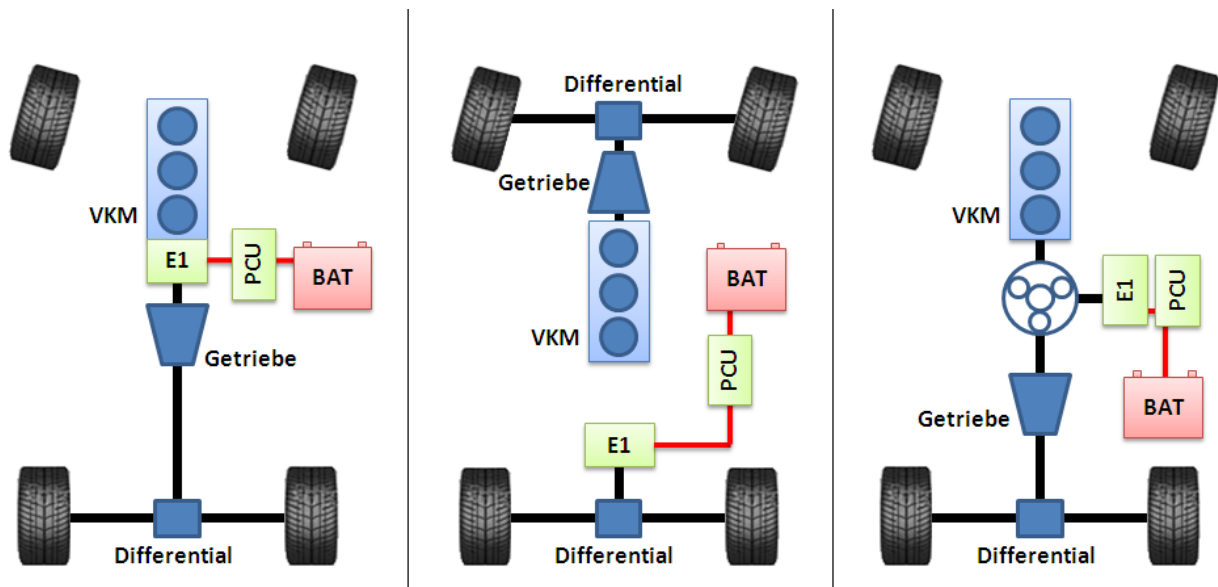 VKM
E1
PCU
BAT
Getriebe
Differential
Differential
Getriebe
VKM
BAT
PCU
E1
Differential
VKM
E1
PCU
BAT
Getriebe
Differential